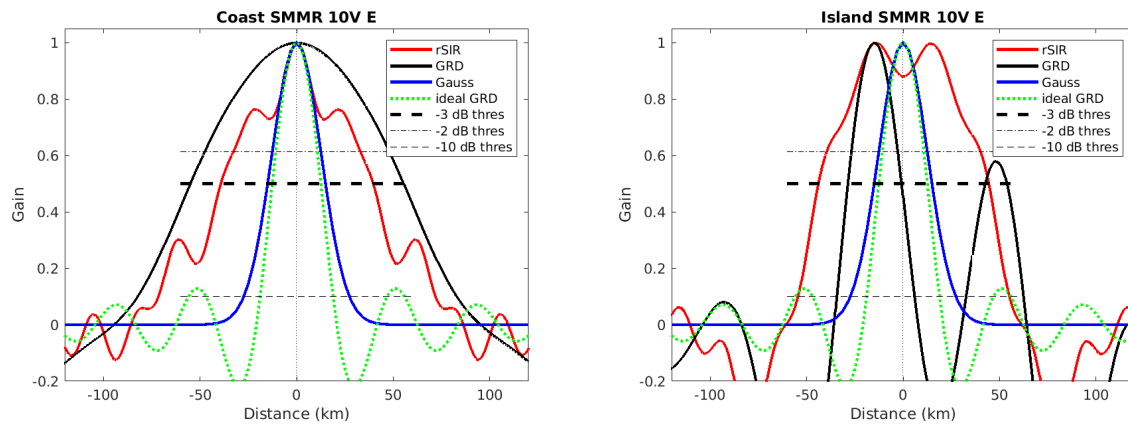 Coast SMMR 10V E
1
0.8
0.6
0.4
0.2
0
-0.2
Gain
-100
-50
0
50
100
Distance (km)
rSIR
GRD
Gauss
ideal GRD
-3 dB thres
-2 dB thres
-10 dB thres
Island SMMR 10V E
1
0.8
0.6
0.4
0.2
0
-0.2
Gain
-100
-50
0
50
100
Distance (km)
rSIR
GRD
Gauss
ideal GRD
-3 dB thres
-2 dB thres
-10 dB thres